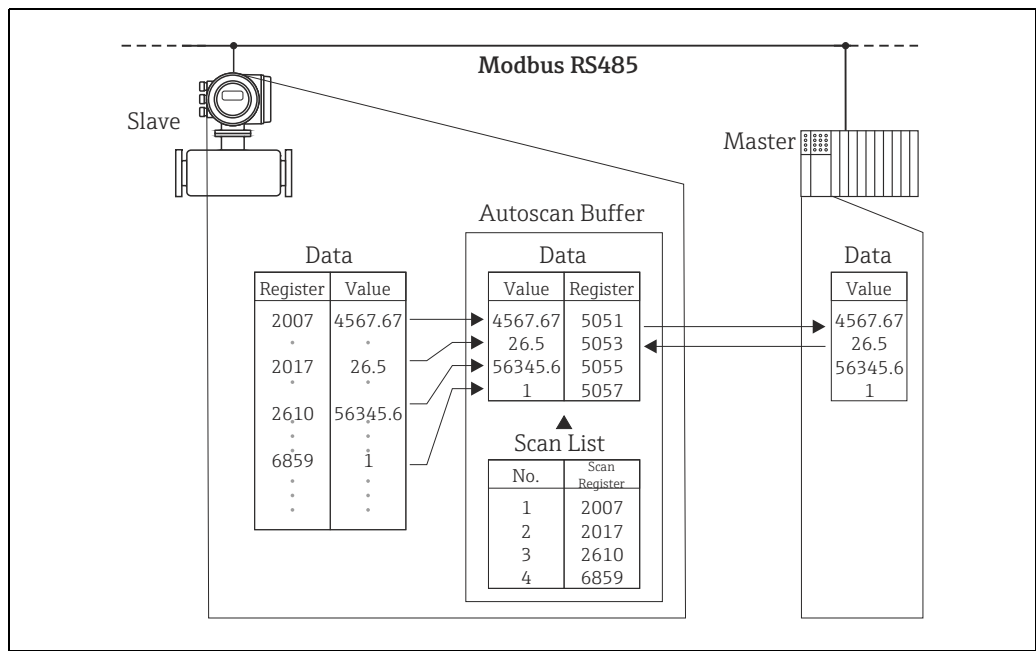 Modbus RS485
Slave
Master
Autoscan Buffer
Data
Register Value
2007 4567.67
2017 26.5
2610 56345.6
6859 1
Data
Value Register
4567.67 5051
26.5 5053
56345.6 5055
1 5057
Scan List
No. Scan Register
1 2007
2 2017
3 2610
4 6859
Data
Value
4567.67
26.5
56345.6
1